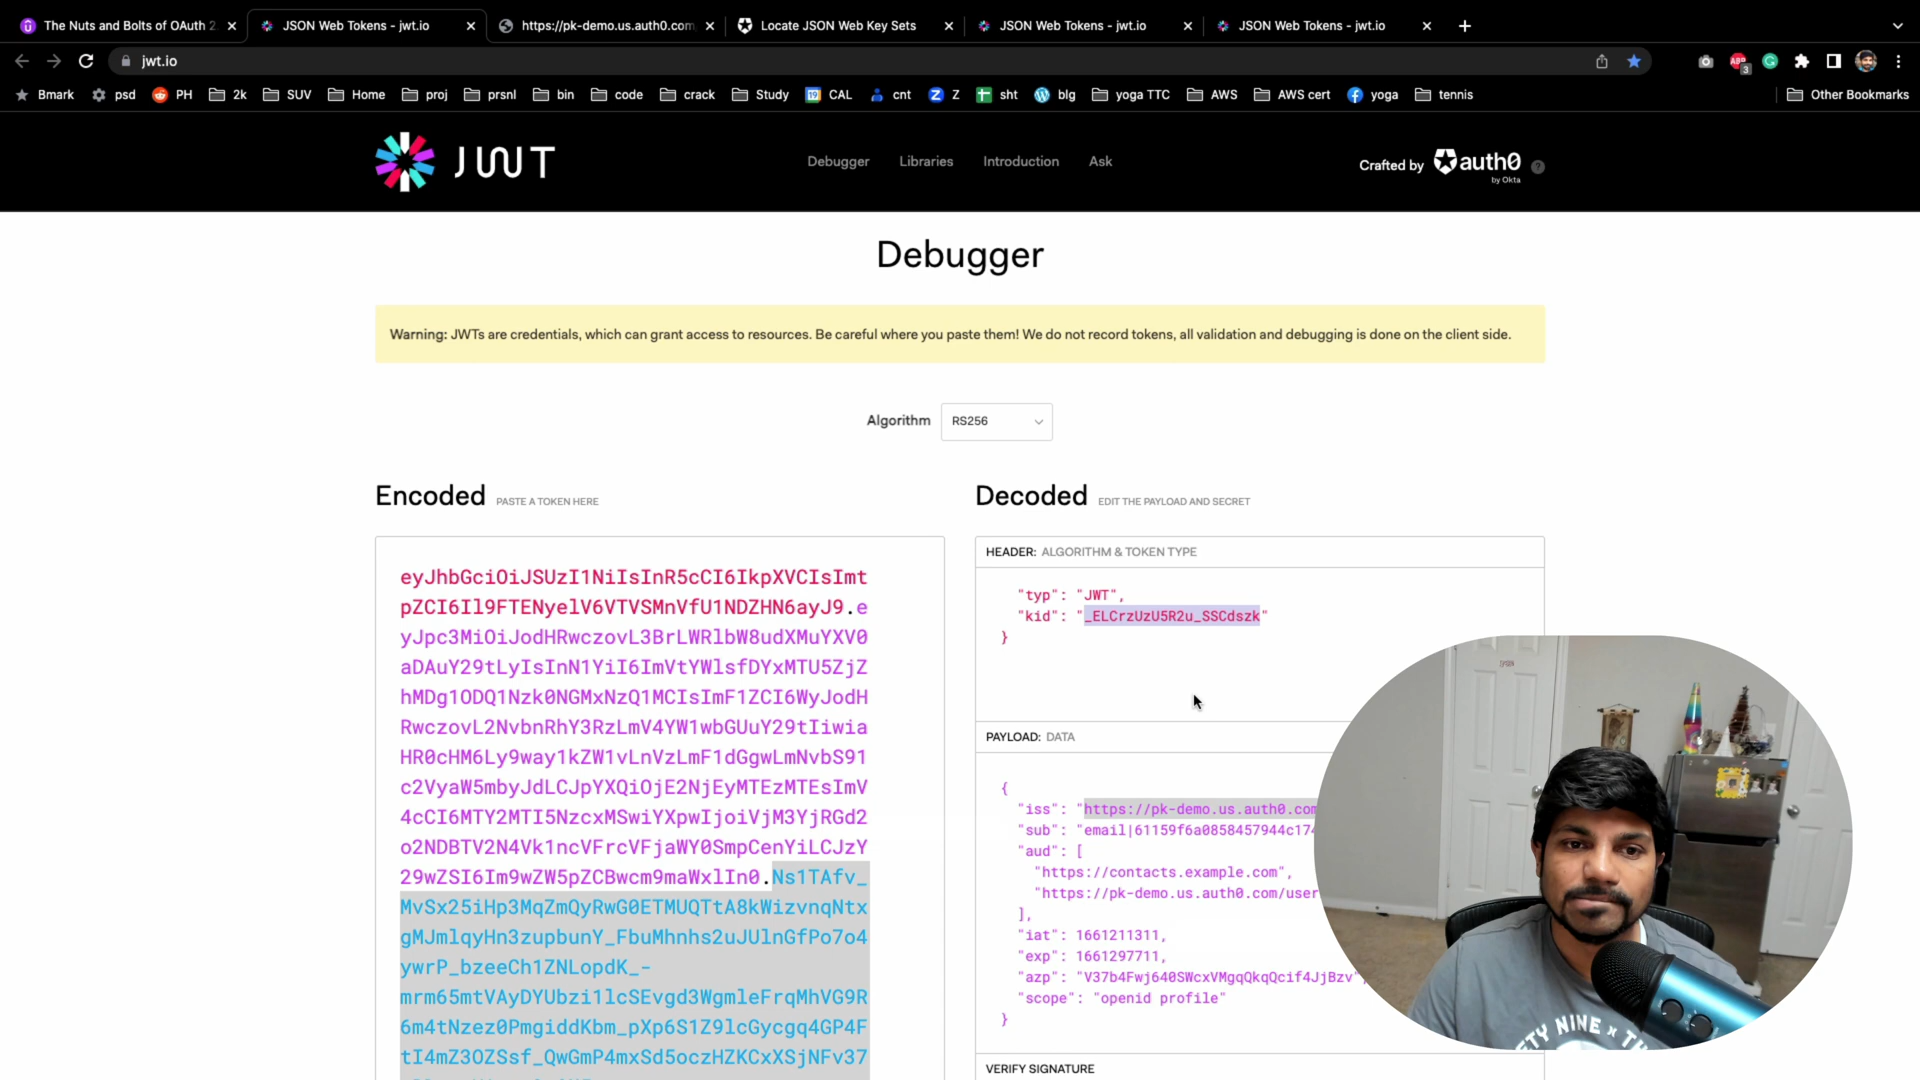 The Nuts and Bolts of OAuth 2.
JSON Web Tokens - jwt.io
https://pk-demo.us.auth0.com
Locate JSON Web Key Sets
JSON Web Tokens - jwt.io
JSON Web Tokens - jwt.io
jwt.io
3
Bmark
psd
PH
2k
SUV
Home
proj
prsnl
bin
code
crack
Study
CAL
cnt
Z
sht
blg
yoga TTC
AWS
AWS cert
yoga
tennis
Other Bookmarks
JWT
Debugger
Libraries
Introduction
Ask
Crafted by
auth0
by Okta
?
Debugger
Warning: JWTs are credentials, which can grant access to resources. Be careful where you paste them! We do not record tokens, all validation and debugging is done on the client side.
Algorithm
RS256
Encoded PASTE A TOKEN HERE
eyJhbGciOiJSUzI1NiIsInR5cCI6IkpXVCIsImt
pZCI6Il9FTENyelV6VTVSMnVfU1NDZHN6ayJ9.e
yJpc3MiOiJodHRwczovL3BrLWRlbW8udXMuYXV0
aDAuY29tLyIsInN1YiI6ImVtYWlsfDYxMTU5ZjZ
hMDg1ODQ1Nzk0NGMxNzQ1MCIsImF1ZCI6WyJodH
RwczovL2NvbnRhY3RzLmV4YW1wbGUuY29tIiwia
HR0cHM6Ly9way1kZW1vLnVzLmF1dGgwLmNvbS91
c2VyaW5mbyJdLCJpYXQiOjE2NjEyMTEzMTEsImV
4cCI6MTY2MTI5NzcxMSwiYXpwIjoiVjM3YjRGd2
o2NDBTV2N4Vk1ncVFrcVFjaWY0SmpCenYiLCJzY
29wZSI6Im9wZW5pZCBwcm9maWxlIn0.Ns1TAfv_
MvSx25iHp3MqZmQyRwG0ETMUQTtA8kWizvnqNtx
gMJmlqyHn3zupbunY_FbuMhnhs2uJUlnGfPo7o4
ywrP_bzeeCh1ZNLopdK_-
mrm65mtVAyDYUbzi1lcSEvgd3WgmleFrqMhVG9R
6m4tNzez0PmgiddKbm_pXp6S1Z9lcGycgq4GP4F
tI4mZ3OZSsf_QwGmP4mxSd5oczHZKCxXSjNFv37
Decoded EDIT THE PAYLOAD AND SECRET
HEADER: ALGORITHM & TOKEN TYPE
"typ": "JWT",
"kid": "_ELCrzUzU5R2u_SSCdszk"
}
PAYLOAD: DATA
{
"iss": "https://pk-demo.us.auth0.com
"sub": "email|61159f6a0858457944c174
"aud": [
"https://contacts.example.com",
"https://pk-demo.us.auth0.com/user
],
"iat": 1661211311,
"exp": 1661297711,
"azp": "V37b4Fwj640SWcxVMgqQkqQcif4JjBzv",
"scope": "openid profile"
}
VERIFY SIGNATURE